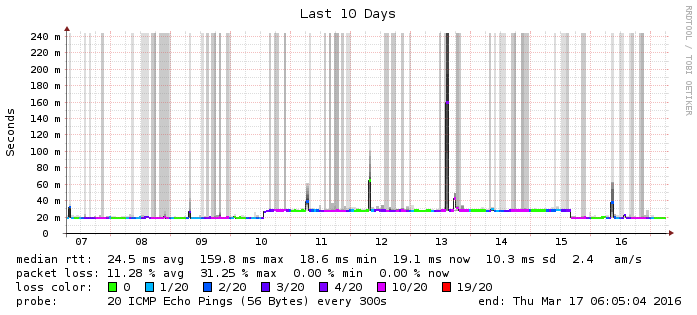 Last 10 Days
RRDTOOL / TOBI OETIKER
Seconds
240 m
220 m
200 m
180 m
160 m
140 m
120 m
100 m
80 m
60 m
40 m
20 m
0
07 08 09 10 11 12 13 14 15 16
median rtt: 24.5 ms avg 159.8 ms max 18.6 ms min 19.1 ms now 10.3 ms sd 2.4 am/s
packet loss: 11.28 % avg 31.25 % max 0.00 % min 0.00 % now
loss color: 0 1/20 2/20 3/20 4/20 10/20 19/20
probe: 20 ICMP Echo Pings (56 Bytes) every 300s end: Thu Mar 17 06:05:04 2016